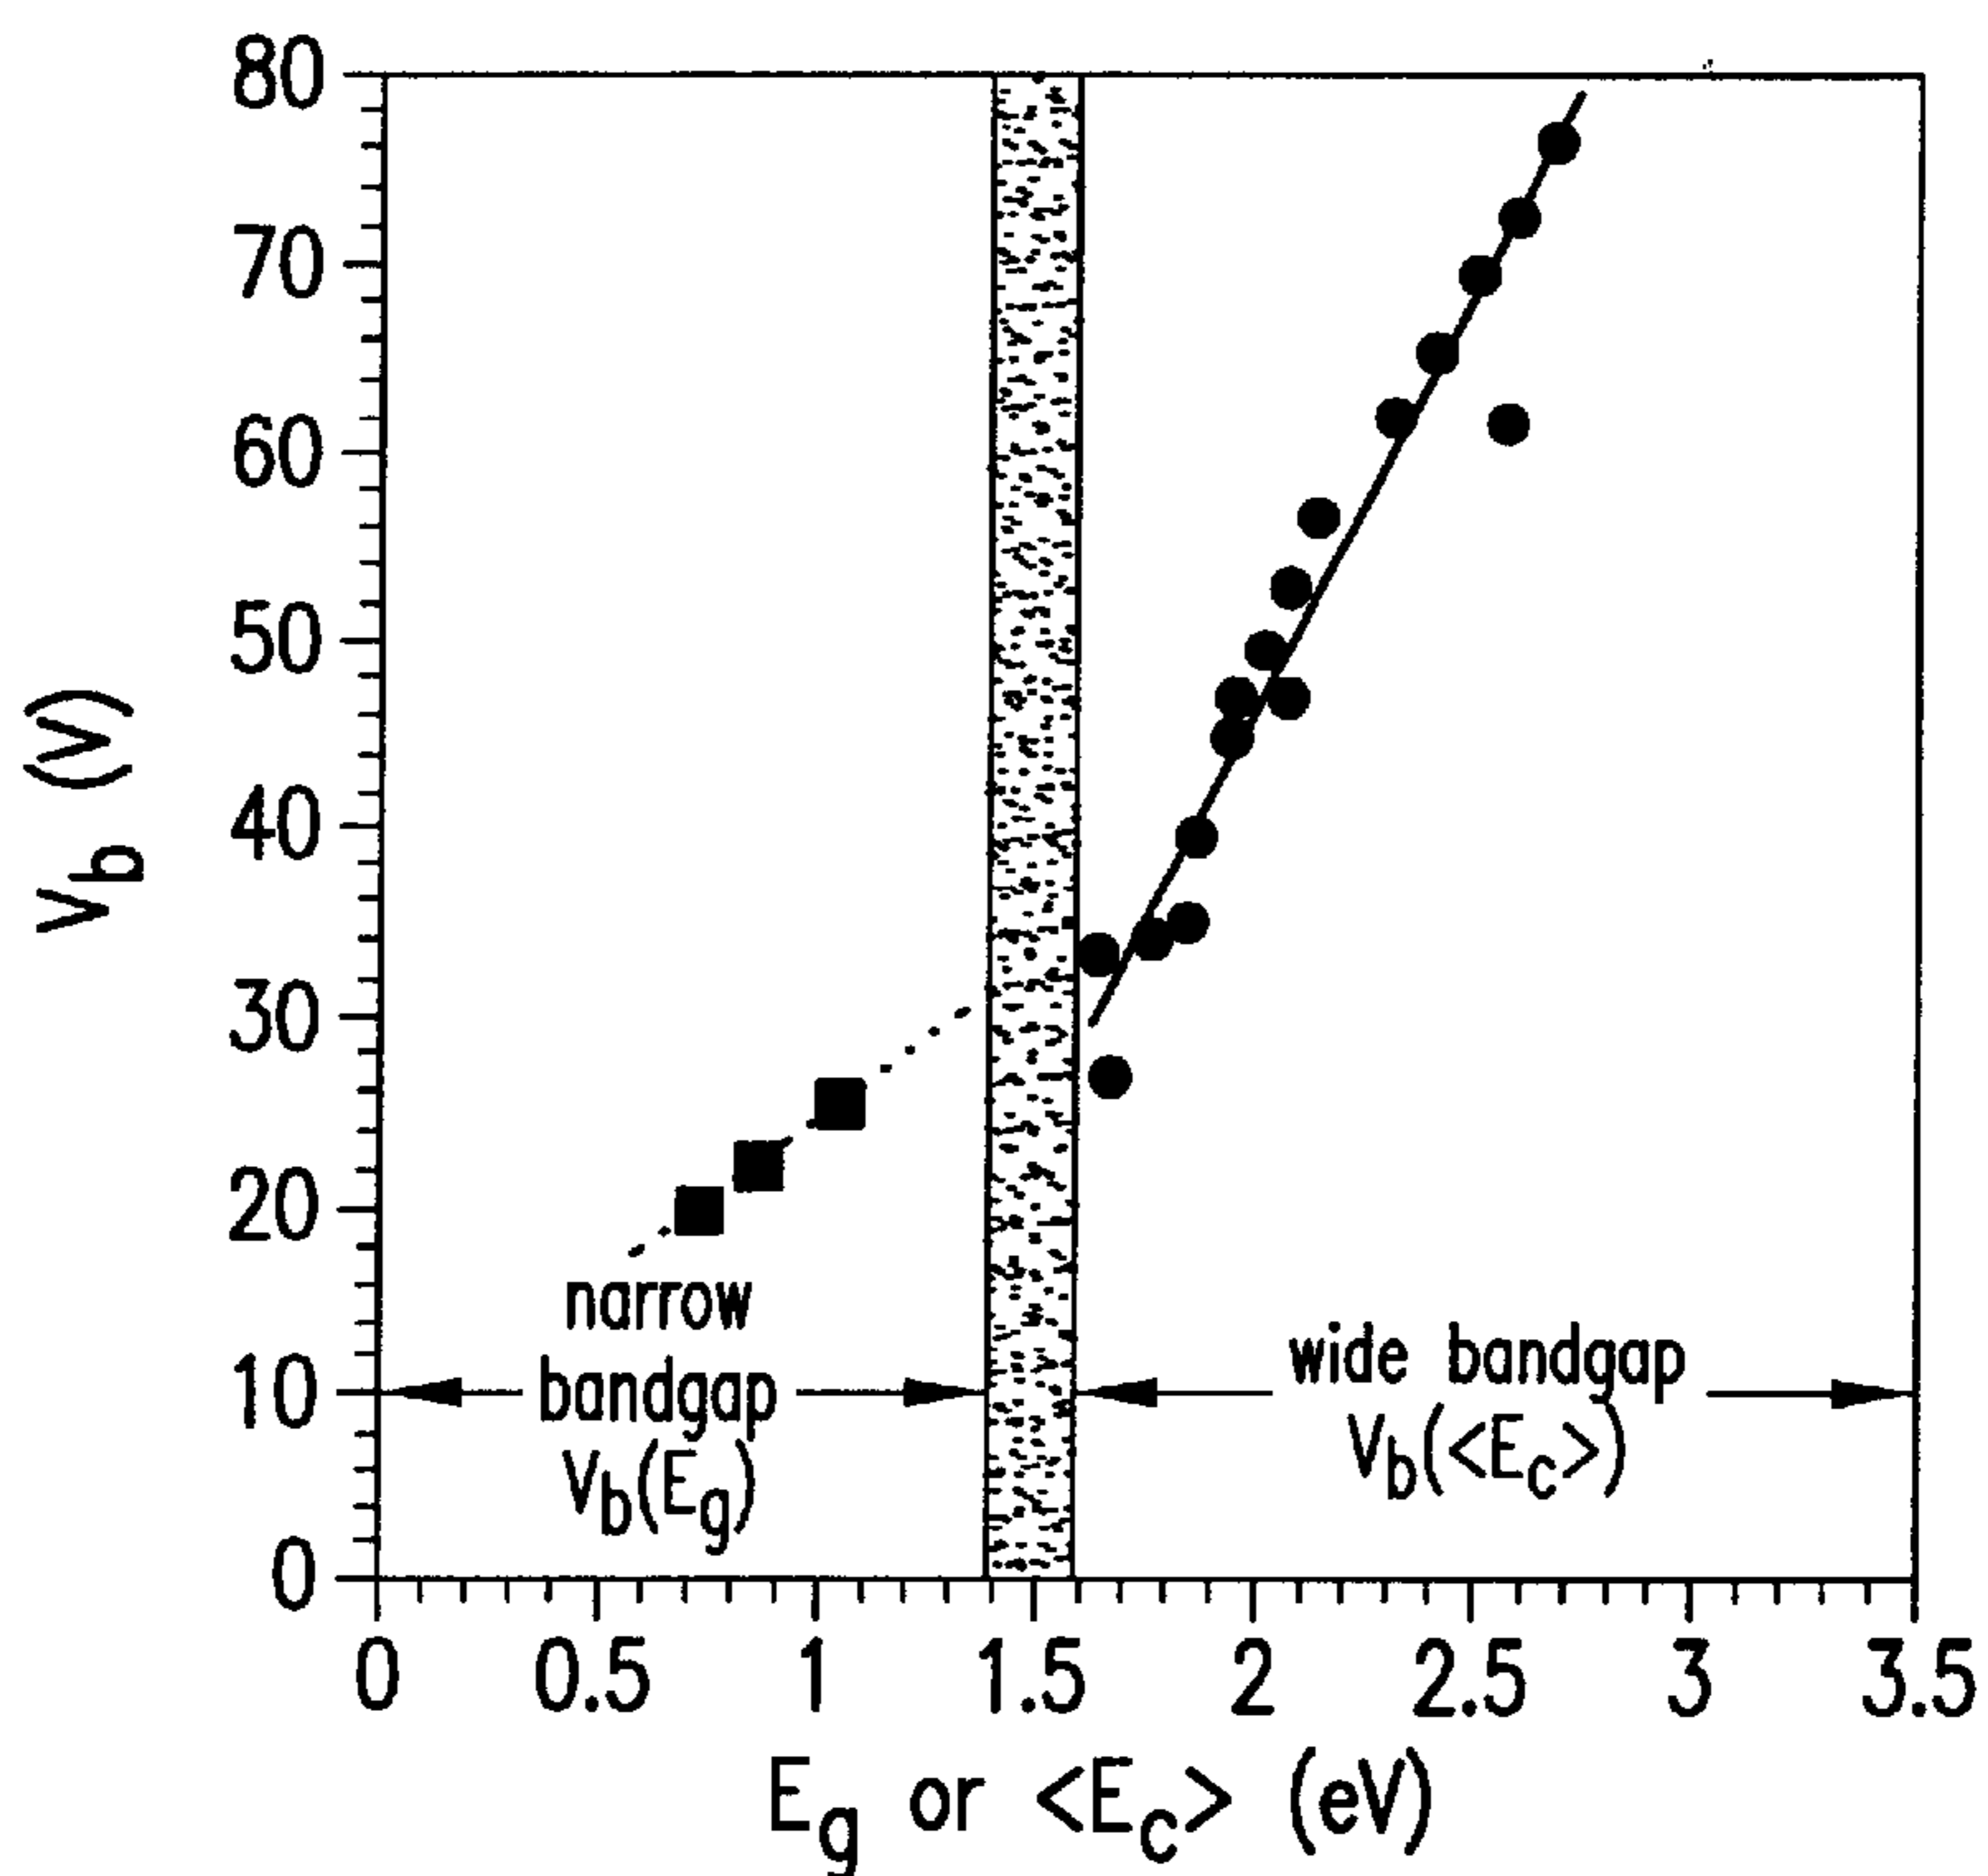 80
70
60
50
40
30
20
10
0
V_b (V)
narrow
bandgap
V_b(E_g)
wide bandgap
V_b(<E_c>)
0 0.5 1 1.5 2 2.5 3 3.5
E_g or <E_c> (eV)